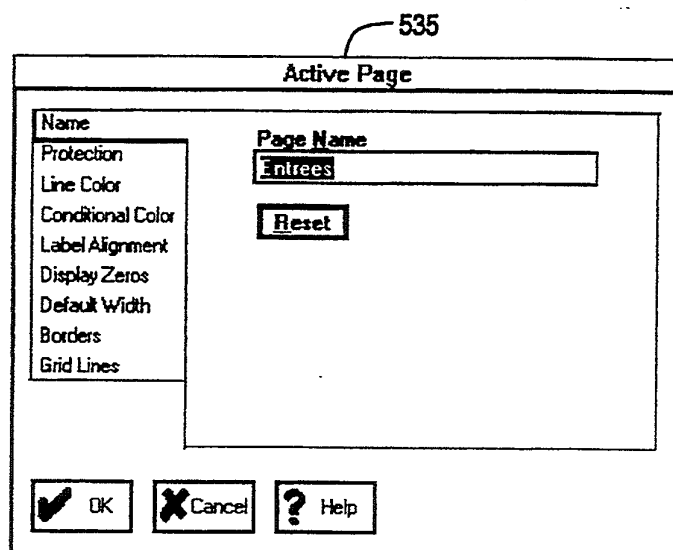 535
Active Page
Name
Protection
Line Color
Conditional Color
Label Alignment
Display Zeros
Default Width
Borders
Grid Lines
Page Name
Entrees
Reset
OK
Cancel
? Help